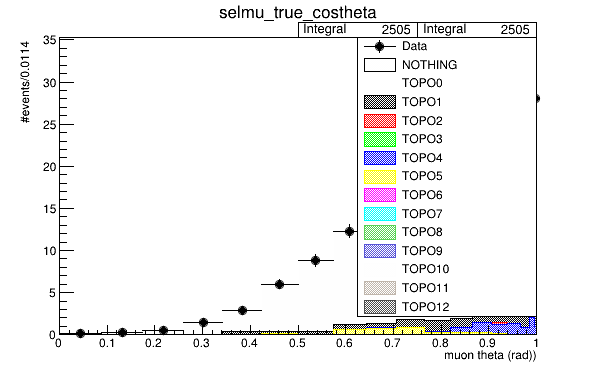 selmu_true_costheta
Integral 2505 Integral 2505
#events/0.0114
35
30
25
20
15
10
5
0
Data
NOTHING
TOPO0
TOPO1
TOPO2
TOPO3
TOPO4
TOPO5
TOPO6
TOPO7
TOPO8
TOPO9
TOPO10
TOPO11
TOPO12
0 0.1 0.2 0.3 0.4 0.5 0.6 0.7 0.8 0.9 1
muon theta (rad))